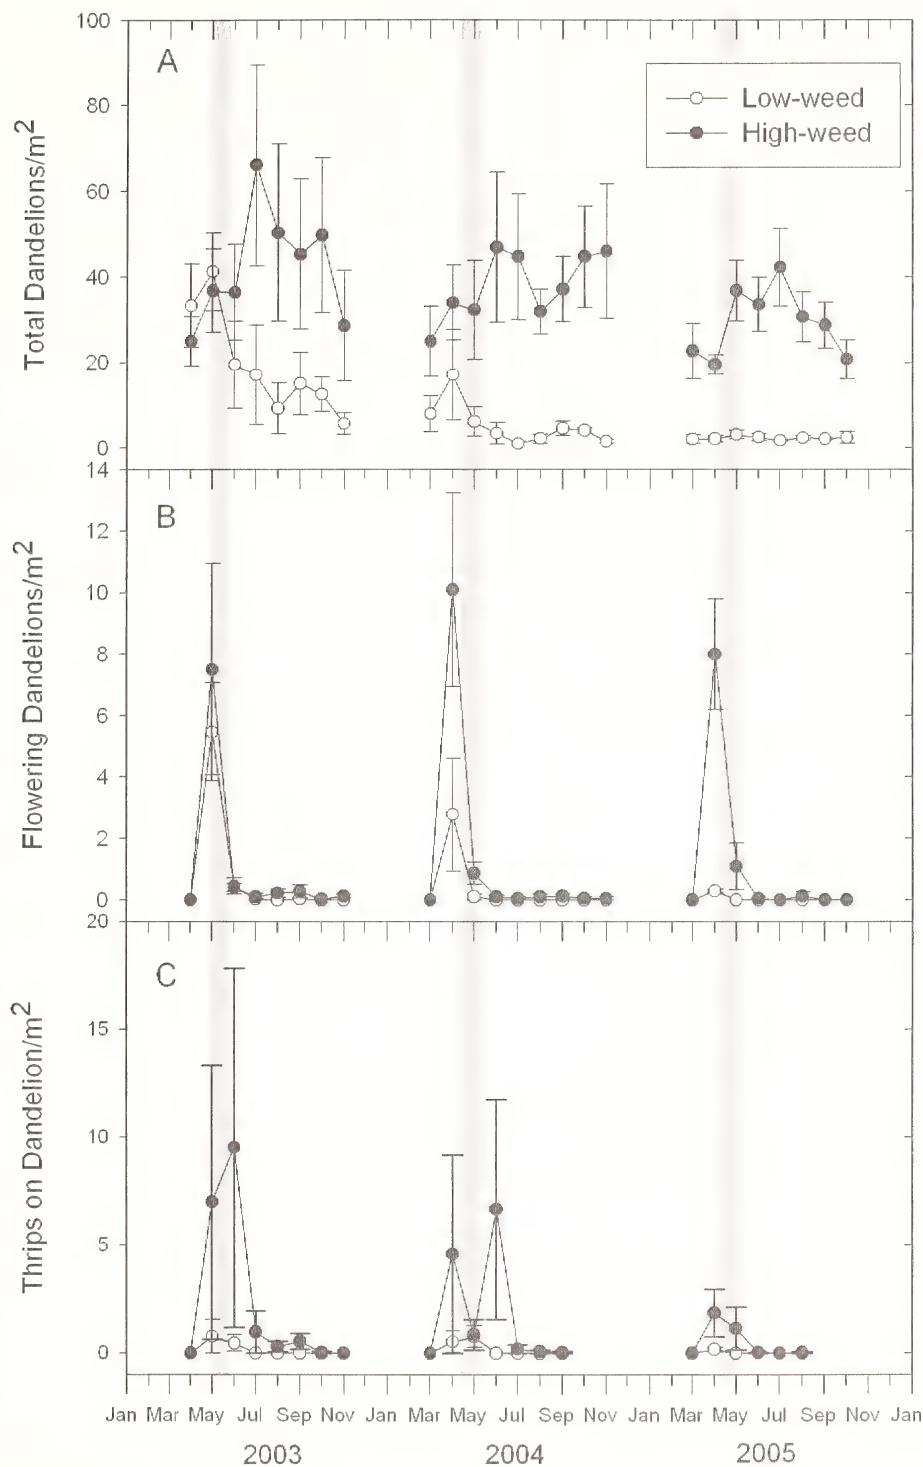 100
80
60
40
20
0
Total Dandelions/m2
A
Low-weed
High-weed
14
12
10
8
6
4
2
0
Flowering Dandelions/m2
B
20
15
10
5
0
Thrips on Dandelion/m2
C
Jan Mar May Jul Sep Nov Jan Mar May Jul Sep Nov Jan Mar May Jul Sep Nov Jan
2003 2004 2005